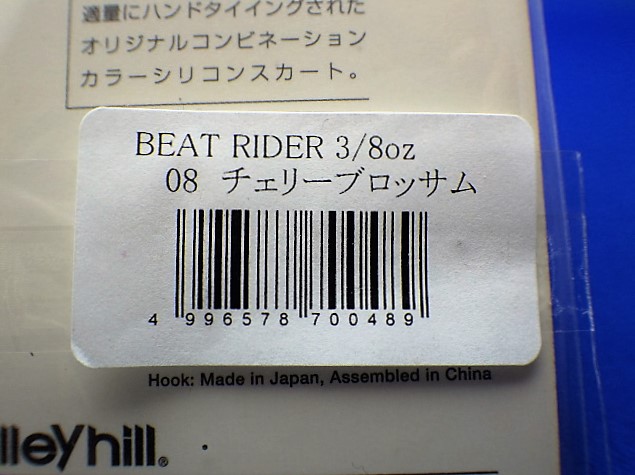 適量にハンドタイイングされた
オリジナルコンビネーション
カラーシリコンスカート。
BEAT RIDER 3/8oz
08 チェリーブロッサム
4 996578 700489
Hook: Made in Japan, Assembled in China
lleyhill®